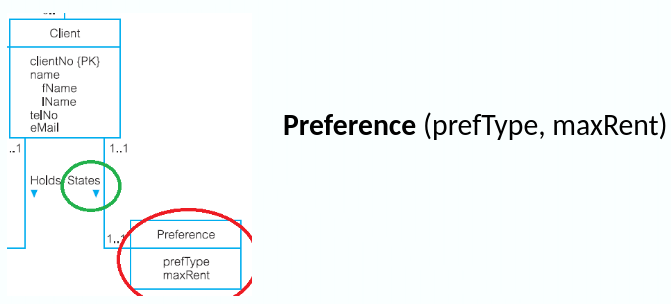 Client
clientNo {PK}
name
fName
lName
telNo
eMail
..1
1..1
Holds
States
1..1
Preference
prefType
maxRent
Preference (prefType, maxRent)